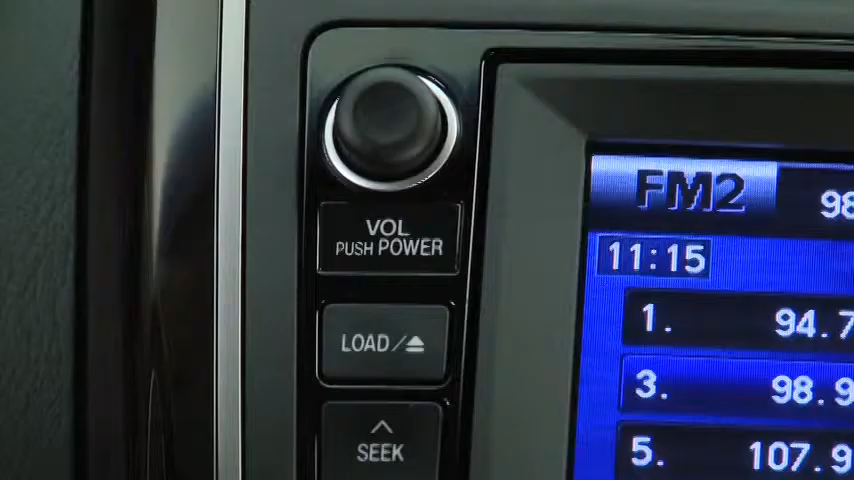 VOL
PUSH POWER
LOAD/⏏
SEEK
FM2 98
11:15
1. 94.7
3. 98.9
5. 107.9